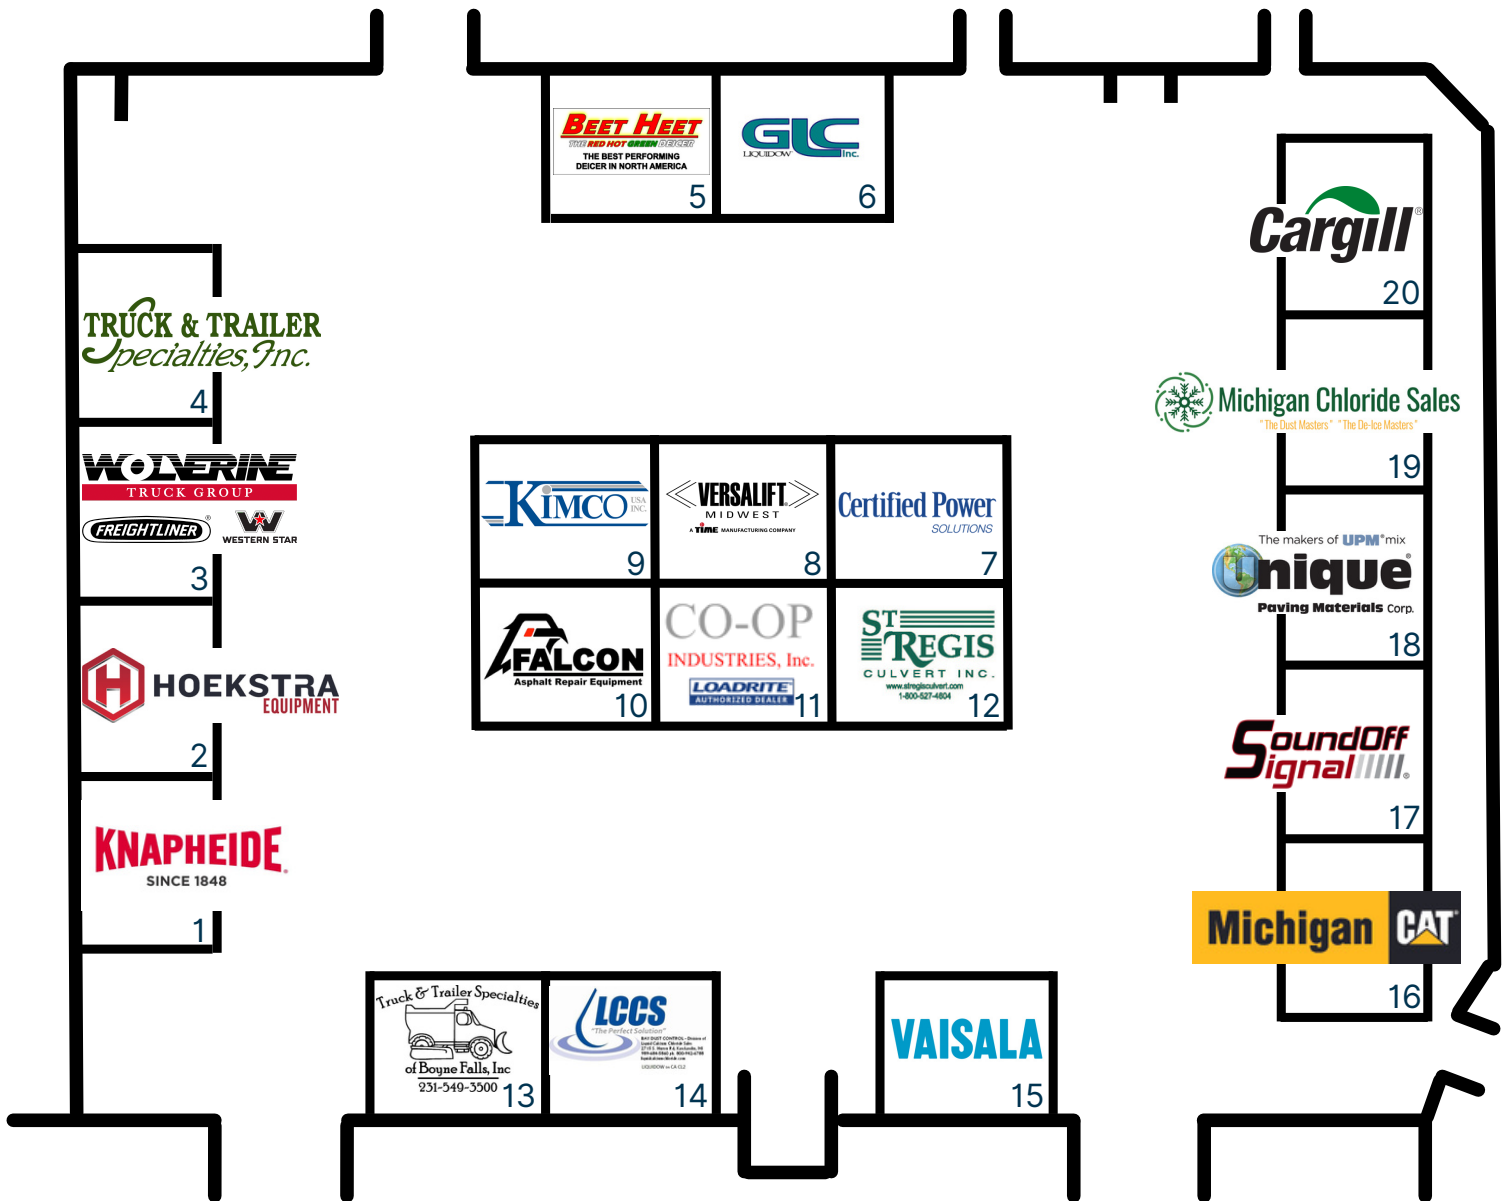 BEET HEET
THE RED HOT GREEN DEICER
THE BEST PERFORMING
DEICER IN NORTH AMERICA
5
GLC
LIQUIDOW Inc.
6
Cargill®
20
TRUCK & TRAILER
Specialties, Inc.
4
Michigan Chloride Sales
"The Dust Masters" "The De-Ice Masters"
19
WOLVERINE
TRUCK GROUP
FREIGHTLINER®
WESTERN STAR
3
KIMCO USA INC.
9
VERSALIFT
MIDWEST
A TIME MANUFACTURING COMPANY
8
Certified Power
SOLUTIONS
7
The makers of UPM® mix
Unique®
Paving Materials Corp.
18
FALCON
Asphalt Repair Equipment
10
CO-OP
INDUSTRIES, Inc.
LOADRITE
AUTHORIZED DEALER
11
ST REGIS
CULVERT INC.
www.stregisculvert.com
1-800-527-4604
12
HOEKSTRA
EQUIPMENT
2
SoundOff
Signal®
17
KNAPHEIDE®
SINCE 1848
1
Michigan CAT
16
Truck & Trailer Specialties
of Boyne Falls, Inc
231-549-3500
13
LCCS
"The Perfect Solution"
BAY DUST CONTROL - Division of
14
VAISALA
15